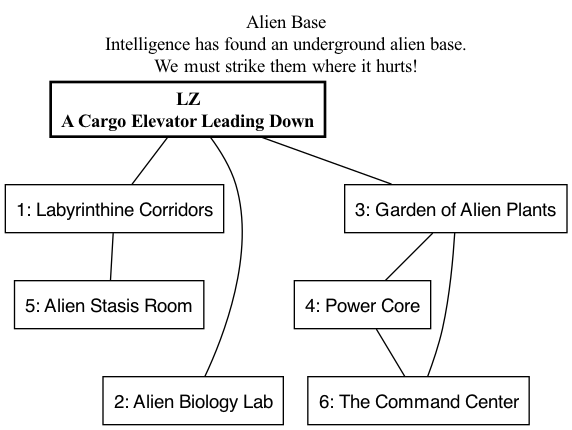 Alien Base
Intelligence has found an underground alien base.
We must strike them where it hurts!
LZ
A Cargo Elevator Leading Down
1: Labyrinthine Corridors
3: Garden of Alien Plants
5: Alien Stasis Room
4: Power Core
2: Alien Biology Lab
6: The Command Center